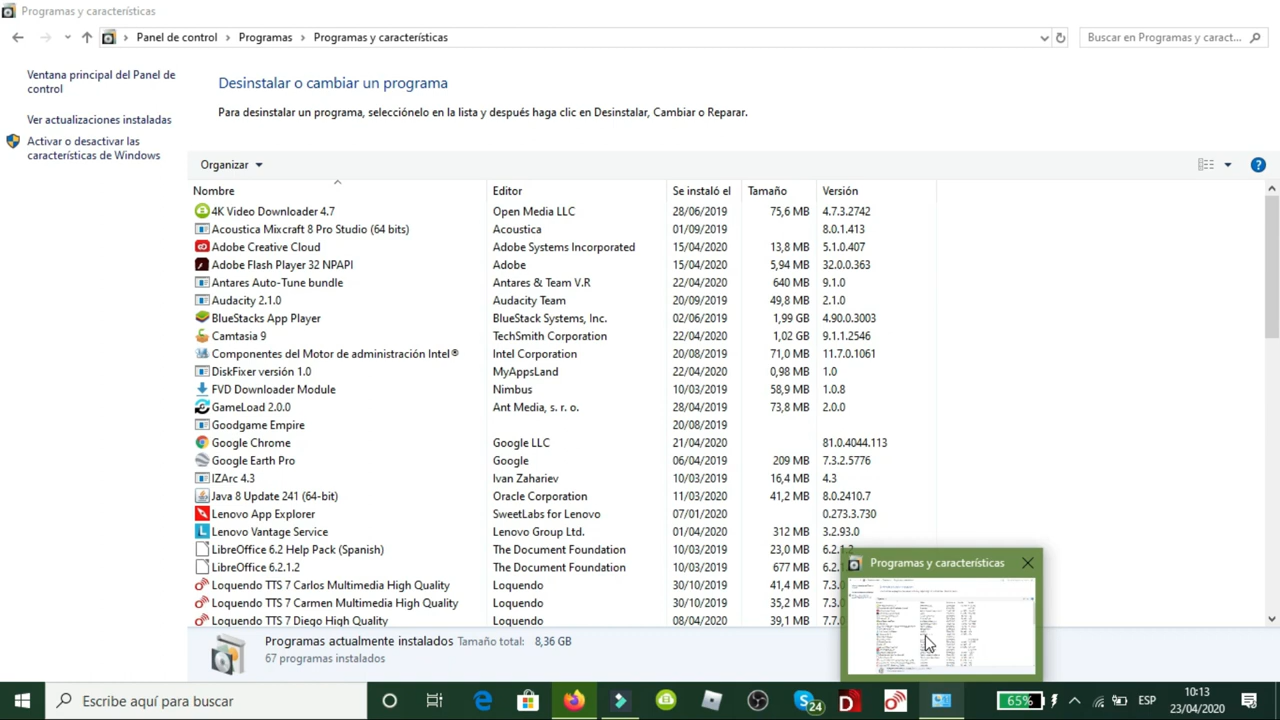 Programas y características
Panel de control > Programas > Programas y características
Buscar en Programas y caract...
Ventana principal del Panel de
control
Ver actualizaciones instaladas
Activar o desactivar las
características de Windows
Desinstalar o cambiar un programa
Para desinstalar un programa, selecciónelo en la lista y después haga clic en Desinstalar, Cambiar o Reparar.
Organizar
Nombre Editor Se instaló el Tamaño Versión
4K Video Downloader 4.7 Open Media LLC 28/06/2019 75,6 MB 4.7.3.2742
Acoustica Mixcraft 8 Pro Studio (64 bits) Acoustica 01/09/2019 8.0.1.413
Adobe Creative Cloud Adobe Systems Incorporated 15/04/2020 13,8 MB 5.1.0.407
Adobe Flash Player 32 NPAPI Adobe 15/04/2020 5,94 MB 32.0.0.363
Antares Auto-Tune bundle Antares & Team V.R 22/04/2020 640 MB 9.1.0
Audacity 2.1.0 Audacity Team 20/09/2019 49,8 MB 2.1.0
BlueStacks App Player BlueStack Systems, Inc. 02/06/2019 1,99 GB 4.90.0.3003
Camtasia 9 TechSmith Corporation 22/04/2020 1,02 GB 9.1.1.2546
Componentes del Motor de administración Intel® Intel Corporation 20/08/2019 71,0 MB 11.7.0.1061
DiskFixer versión 1.0 MyAppsLand 22/04/2020 0,98 MB 1.0
FVD Downloader Module Nimbus 10/03/2019 58,9 MB 1.0.8
GameLoad 2.0.0 Ant Media, s. r. o. 28/04/2019 73,8 MB 2.0.0
Goodgame Empire 20/08/2019
Google Chrome Google LLC 21/04/2020 81.0.4044.113
Google Earth Pro Google 06/04/2019 209 MB 7.3.2.5776
IZArc 4.3 Ivan Zahariev 10/03/2019 16,4 MB 4.3
Java 8 Update 241 (64-bit) Oracle Corporation 11/03/2020 41,2 MB 8.0.2410.7
Lenovo App Explorer SweetLabs for Lenovo 07/01/2020 0.273.3.730
Lenovo Vantage Service Lenovo Group Ltd. 01/04/2020 312 MB 3.2.93.0
LibreOffice 6.2 Help Pack (Spanish) The Document Foundation 10/03/2019 23,0 MB 6.2.1.2
LibreOffice 6.2.1.2 The Document Foundation 10/03/2019 677 MB 6.2.
Loquendo TTS 7 Carlos Multimedia High Quality Loquendo 30/10/2019 41,4 MB 7.3.0
Loquendo TTS 7 Carmen Multimedia High Quality Loquendo 30/10/2019 35,2 MB 7.3.0
Loquendo TTS 7 Diego High Quality Loquendo 08/04/2020 39,1 MB 7.7.0
Programas y características
Programas actualmente instalados Tamaño total: 8,36 GB
programas instalados
Escribe aquí para buscar
24
65%
ESP
10:13
23/04/2020